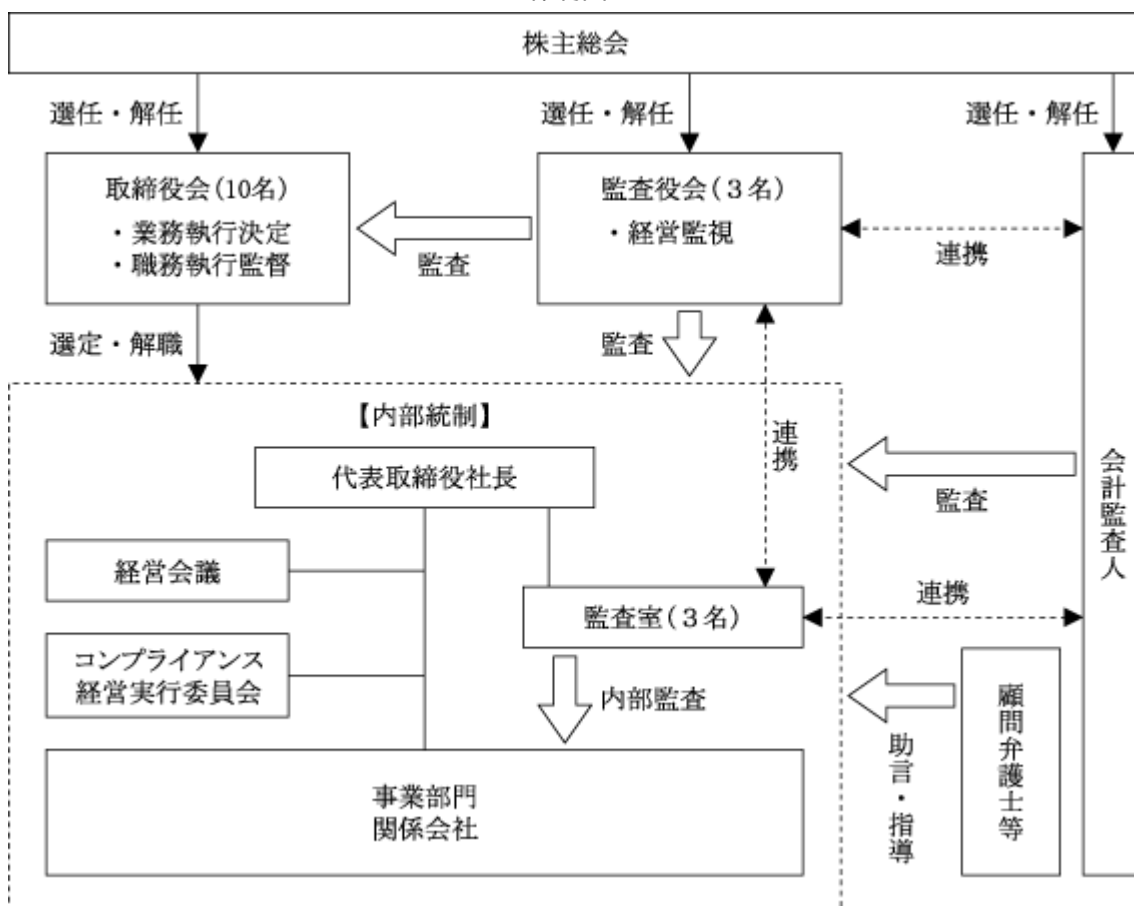 株主総会
選任・解任
選任・解任
選任・解任
取締役会(10名)
・業務執行決定
・職務執行監督
監査
監査役会(3名)
・経営監視
連携
選定・解職
監査
【内部統制】
代表取締役社長
連携
監査
会計監査人
経営会議
監査室(3名)
連携
コンプライアンス
経営実行委員会
内部監査
助言・指導
顧問弁護士等
事業部門
関係会社